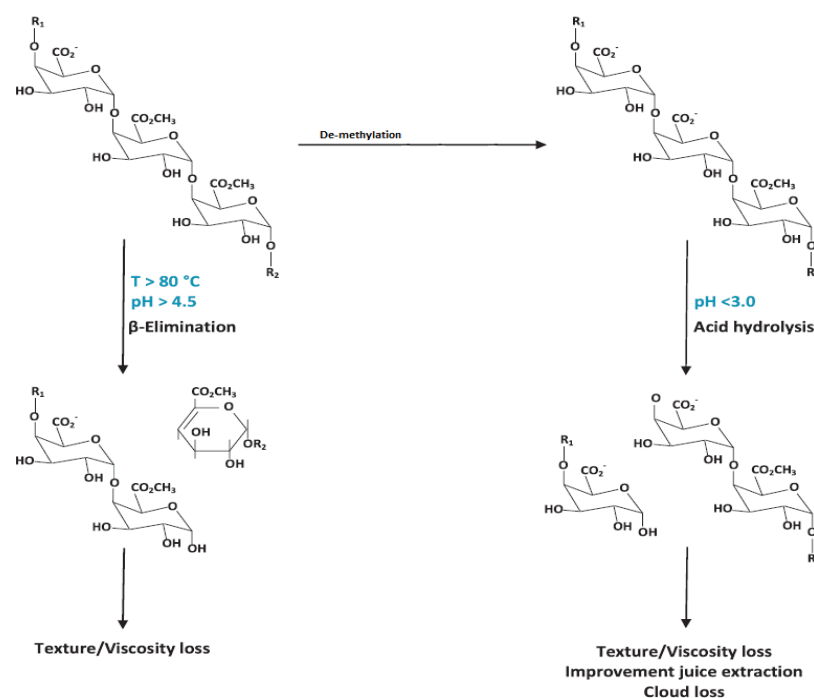 R1
O
CO2-
O
HO
OH
O
CO2CH3
O
HO
OH
O
CO2CH3
O
HO
OH
O
R2
De-methylation
R1
O
CO2-
O
HO
OH
O
CO2-
O
HO
OH
O
CO2CH3
O
HO
OH
O
R
T > 80 °C
pH > 4.5
β-Elimination
pH <3.0
Acid hydrolysis
R1
O
CO2-
O
HO
OH
O
CO2CH3
O
HO
OH
OH
CO2CH3
O
OH
OR2
OH
R1
O
CO2-
O
HO
OH
OH
O
CO2-
O
HO
OH
O
CO2CH3
O
HO
OH
O
R
Texture/Viscosity loss
Texture/Viscosity loss
Improvement juice extraction
Cloud loss